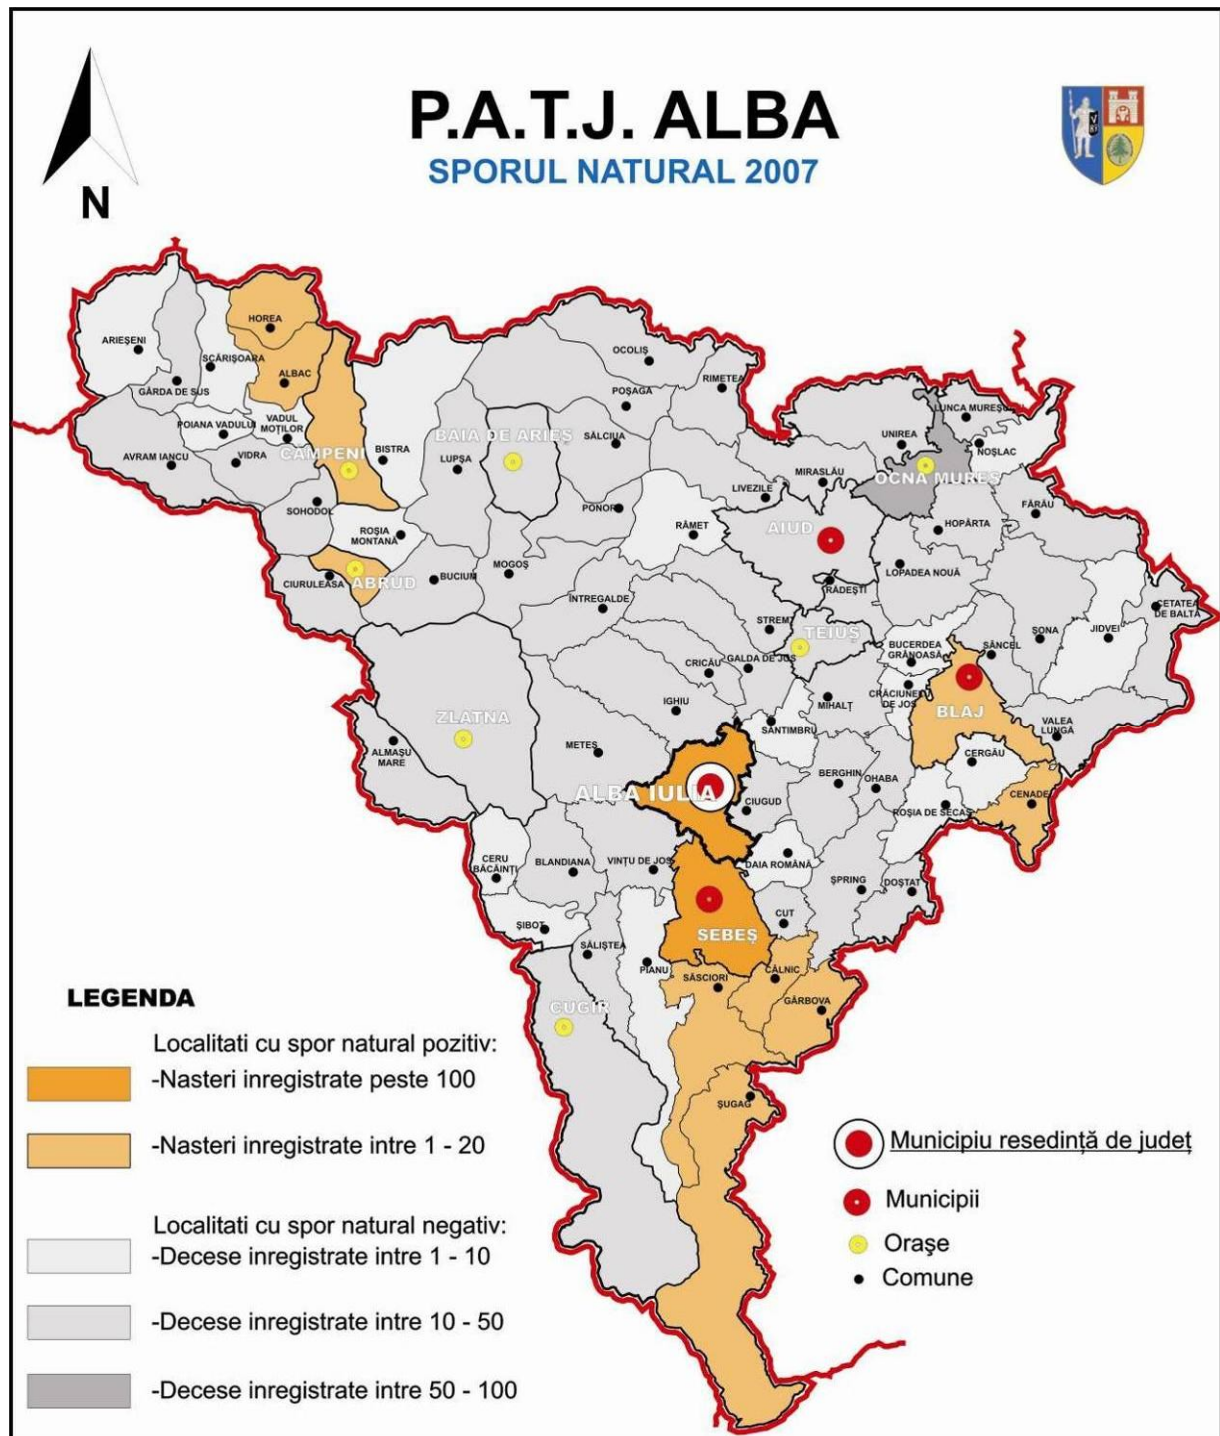 P.A.T.J. ALBA
SPORUL NATURAL 2007
N
HOREA
ARIEŞENI
SCĂRIŞOARA
ALBAC
GÂRDA DE SUS
OCOLIŞ
RIMETEA
POŞAGA
LUNCA MUREŞU
POIANA VADULUI
VADUL
MOŢILOR
CÂMPENI
BISTRA
BAIA DE ARIEŞ
SĂLCIUA
UNIREA
NOŞLAC
AVRAM IANCU
VIDRA
LUPŞA
MIRASLĂU
OCNA MUREŞ
LIVEZILE
SOHODOL
PONOR
FĂRĂU
ROŞIA
MONTANĂ
RÂMET
AIUD
HOPÂRTA
CIURULEASA
ABRUD
BUCIUM
MOGOŞ
LOPADEA NOUĂ
RĂDEŞTI
ÎNTREGALDE
CETATEA
DE BALTĂ
STREMŢ
TEIUŞ
ŞONA
JIDVEI
BUCERDEA
GRÂNOASĂ
SÂNCEL
CRICĂU
GALDA DE JOS
CRĂCIUNELU
DE JOS
BLAJ
IGHIU
MIHALŢ
ZLATNA
SÂNTIMBRU
VALEA
LUNGĂ
ALMAŞU
MARE
METEŞ
CERGĂU
ALBA IULIA
BERGHIN
OHABA
CENADE
CIUGUD
ROŞIA DE SECAŞ
CERU
BĂCĂINŢI
BLANDIANA
VINŢU DE JOS
DAIA ROMÂNĂ
ŞPRING
DOŞTAT
ŞIBOT
CUT
SEBEŞ
SĂLIŞTEA
PIANU
SĂSCIORI
CÂLNIC
GÂRBOVA
CUGIR
ŞUGAG
LEGENDA
Localitati cu spor natural pozitiv:
-Nasteri inregistrate peste 100
-Nasteri inregistrate intre 1 - 20
Localitati cu spor natural negativ:
-Decese inregistrate intre 1 - 10
-Decese inregistrate intre 10 - 50
-Decese inregistrate intre 50 - 100
Municipiu resedinţă de judeţ
Municipii
Oraşe
Comune